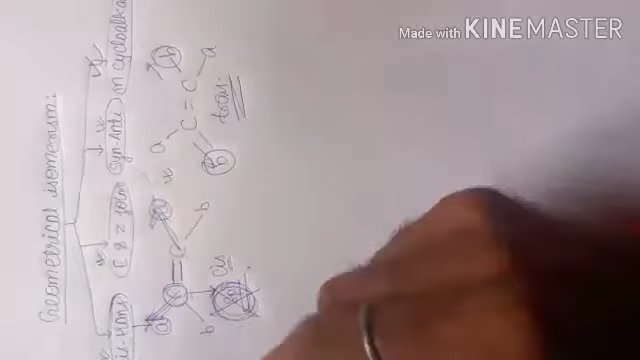 Made with KINEMASTER
Geometrical isomerism:
cis-trans E & Z form Syn-Anti in cycloalka
a b
C = C
a b
cis
b a
C = C
a b
trans